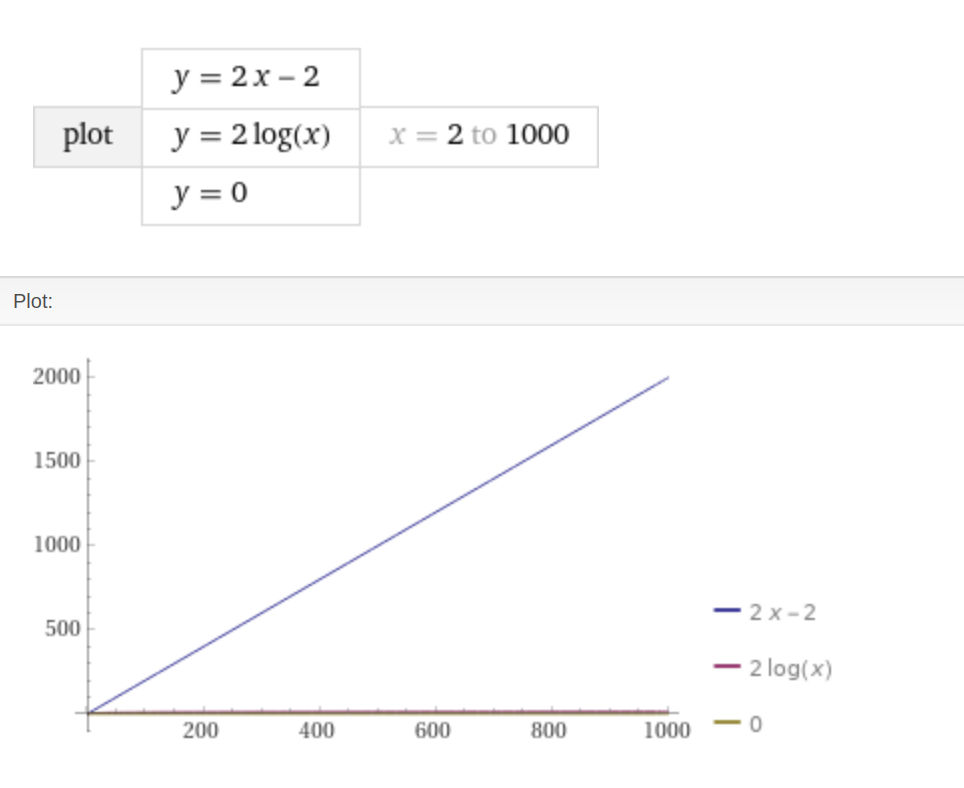 y = 2 x – 2
plot y = 2 log(x) x = 2 to 1000
y = 0
Plot:
2000
1500
1000
500
200 400 600 800 1000
2 x – 2
2 log(x)
0